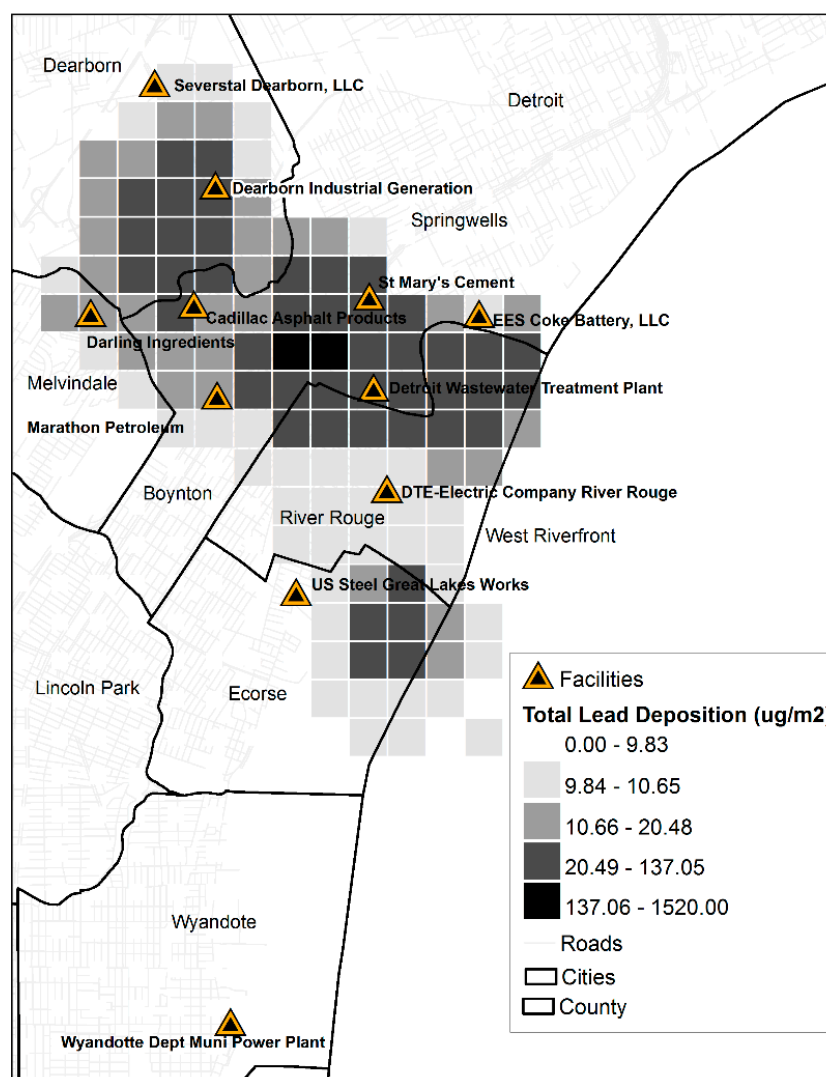 Dearborn
Severstal Dearborn, LLC
Detroit
Dearborn Industrial Generation
Springwells
St Mary's Cement
Cadillac Asphalt Products
EES Coke Battery, LLC
Darling Ingredients
Melvindale
Detroit Wastewater Treatment Plant
Marathon Petroleum
Boynton
DTE-Electric Company River Rouge
River Rouge
West Riverfront
US Steel Great Lakes Works
Lincoln Park
Ecorse
Facilities
Total Lead Deposition (ug/m2)
0.00 - 9.83
9.84 - 10.65
10.66 - 20.48
20.49 - 137.05
137.06 - 1520.00
Roads
Cities
County
Wyandote
Wyandotte Dept Muni Power Plant